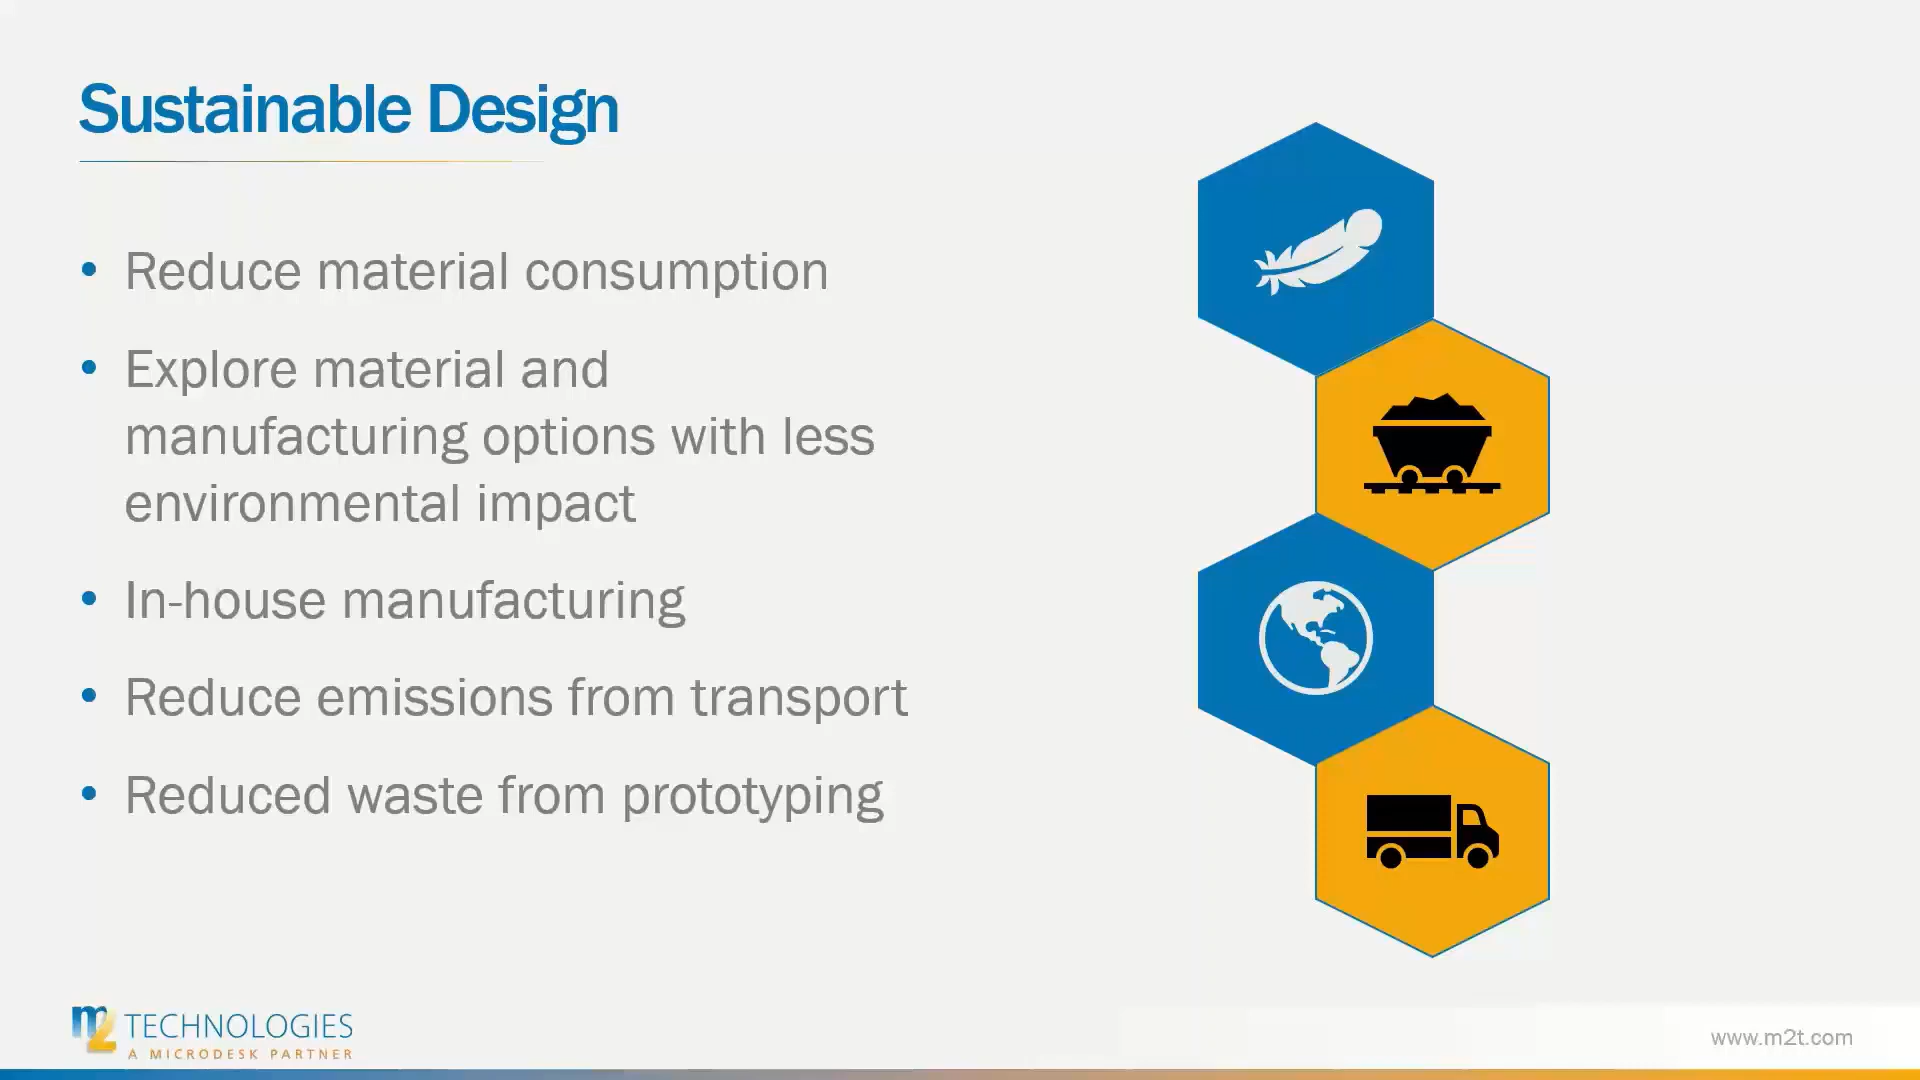 Sustainable Design
• Reduce material consumption
• Explore material and
manufacturing options with less
environmental impact
• In-house manufacturing
• Reduce emissions from transport
• Reduced waste from prototyping
m2 TECHNOLOGIES
A MICRODESK PARTNER
www.m2t.com